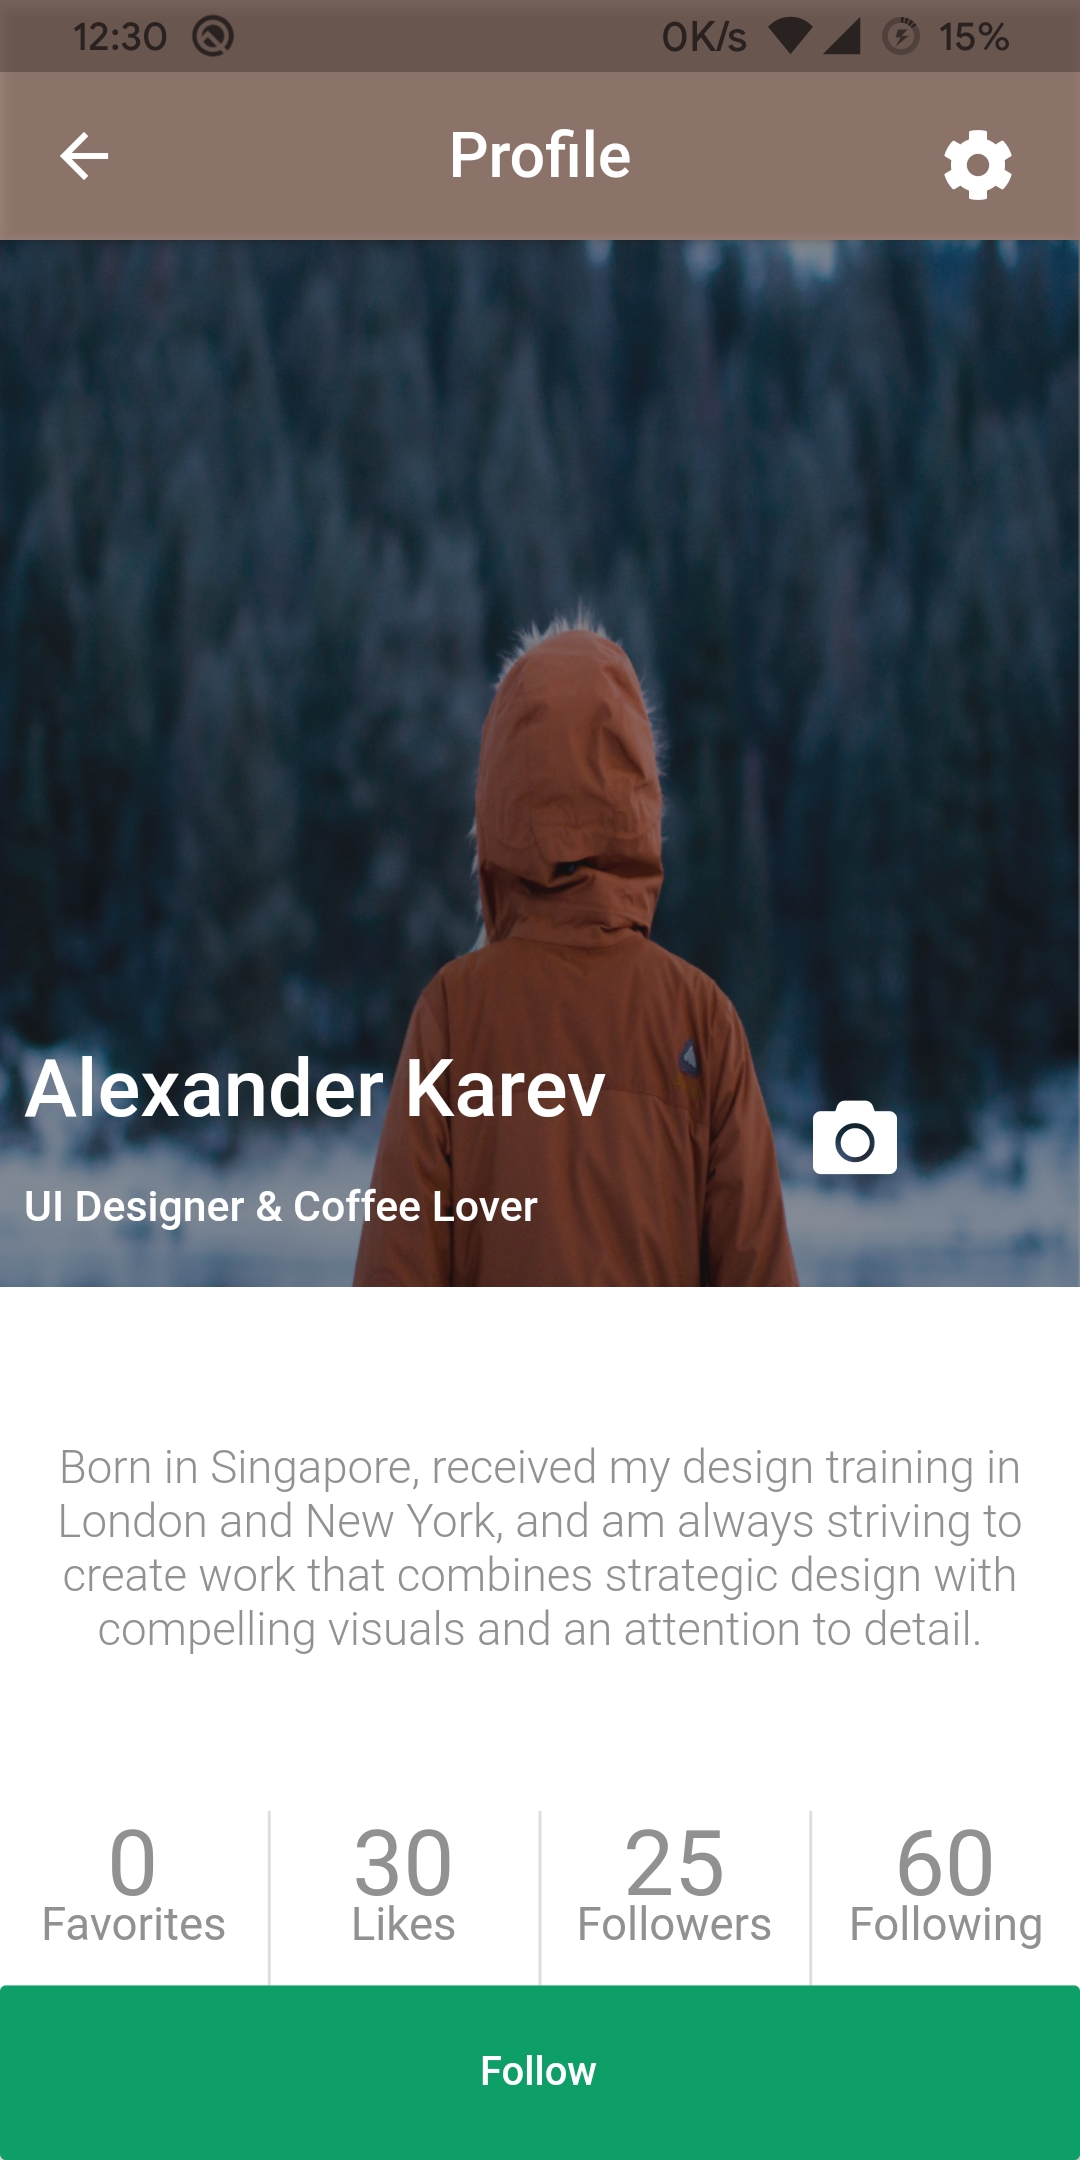 12:30 0K/s 15%
Profile
Alexander Karev
UI Designer & Coffee Lover
Born in Singapore, received my design training in
London and New York, and am always striving to
create work that combines strategic design with
compelling visuals and an attention to detail.
0 30 25 60
Favorites Likes Followers Following
Follow